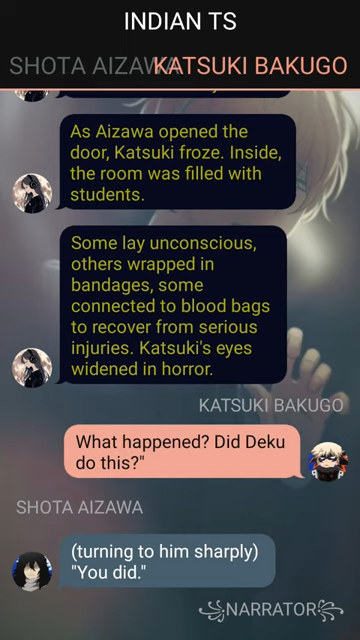 INDIAN TS
SHOTA AIZAWA
KATSUKI BAKUGO
As Aizawa opened the
door, Katsuki froze. Inside,
the room was filled with
students.
Some lay unconscious,
others wrapped in
bandages, some
connected to blood bags
to recover from serious
injuries. Katsuki's eyes
widened in horror.
KATSUKI BAKUGO
What happened? Did Deku
do this?"
SHOTA AIZAWA
(turning to him sharply)
"You did."
꧁NARRATOR꧂